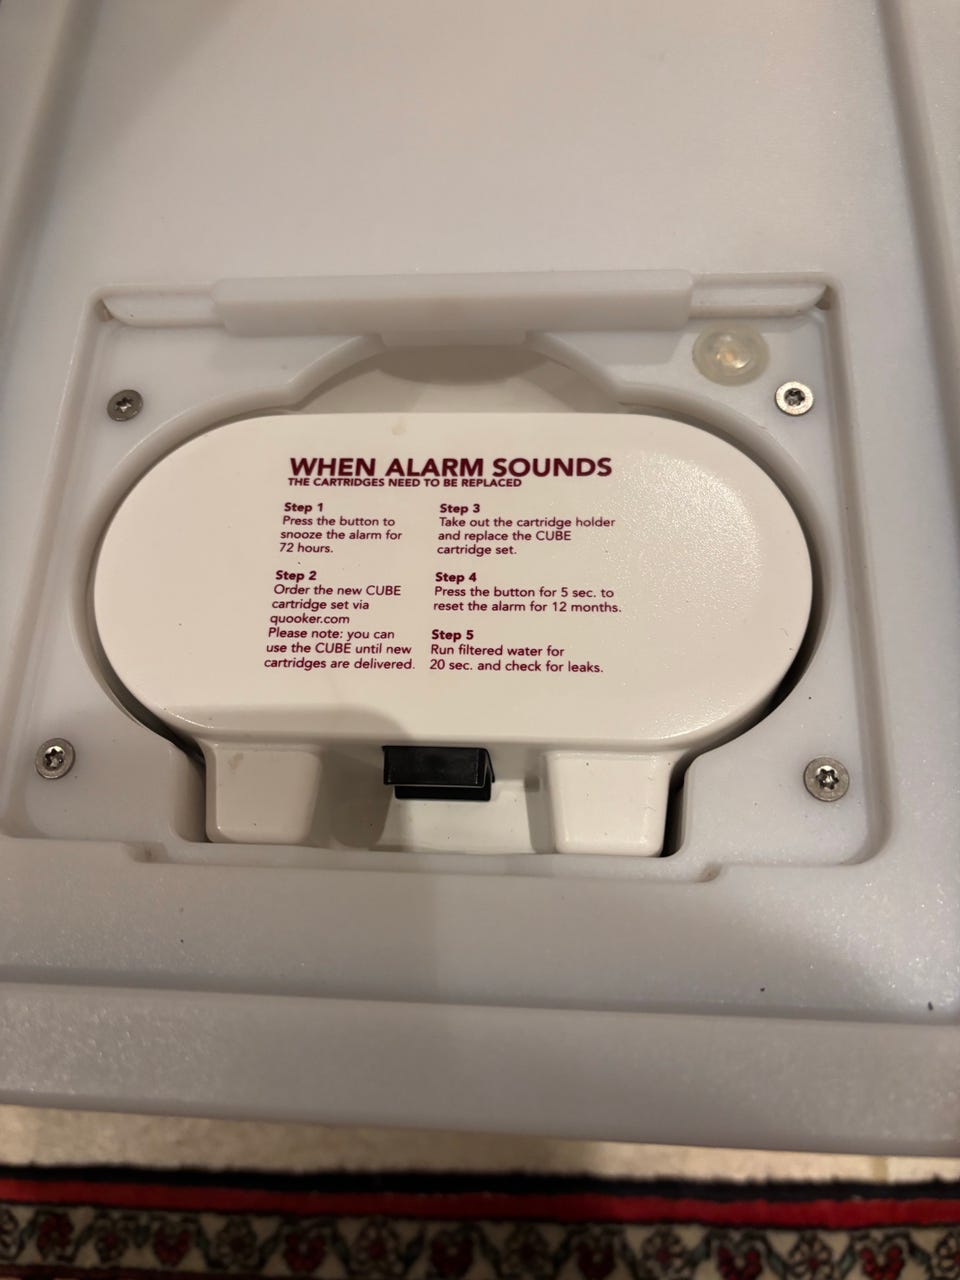 WHEN ALARM SOUNDS
THE CARTRIDGES NEED TO BE REPLACED
Step 1
Press the button to
snooze the alarm for
72 hours.
Step 2
Order the new CUBE
cartridge set via
quooker.com
Please note: you can
use the CUBE until new
cartridges are delivered.
Step 3
Take out the cartridge holder
and replace the CUBE
cartridge set.
Step 4
Press the button for 5 sec. to
reset the alarm for 12 months.
Step 5
Run filtered water for
20 sec. and check for leaks.